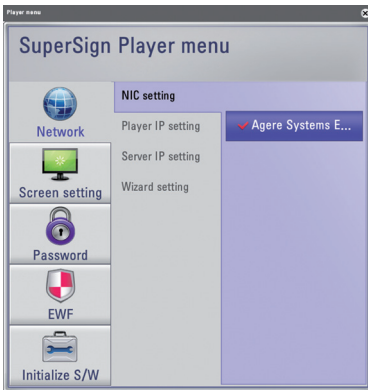 Player menu
SuperSign Player menu
Network
Screen setting
Password
EWF
Initialize S/W
NIC setting
Player IP setting
Server IP setting
Wizard setting
Agere Systems E...